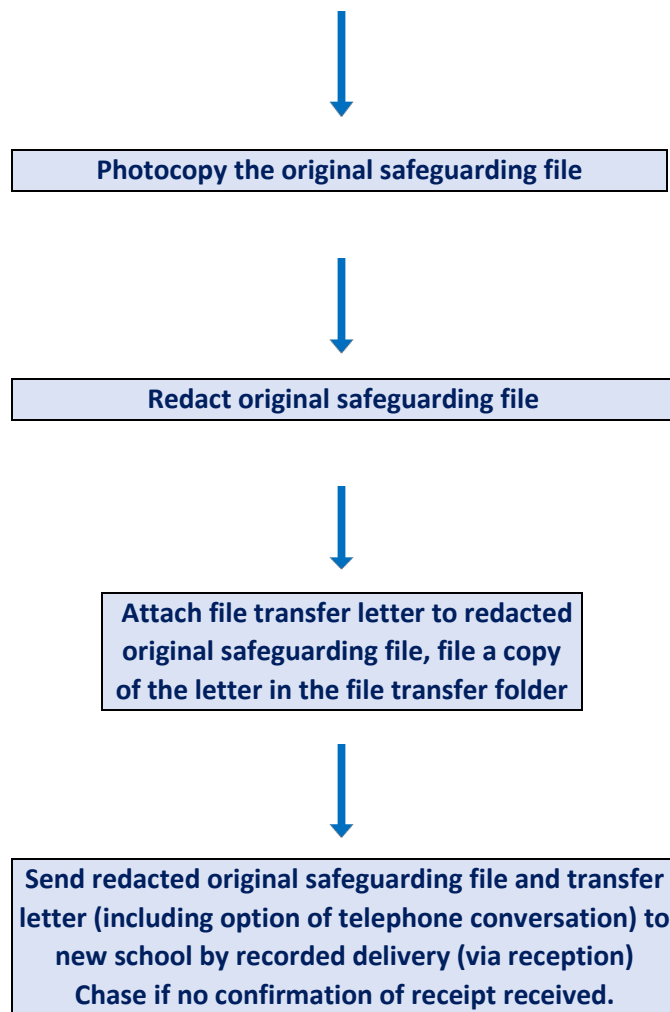 Photocopy the original safeguarding file
Redact original safeguarding file
Attach file transfer letter to redacted
original safeguarding file, file a copy
of the letter in the file transfer folder
Send redacted original safeguarding file and transfer
letter (including option of telephone conversation) to
new school by recorded delivery (via reception)
Chase if no confirmation of receipt received.